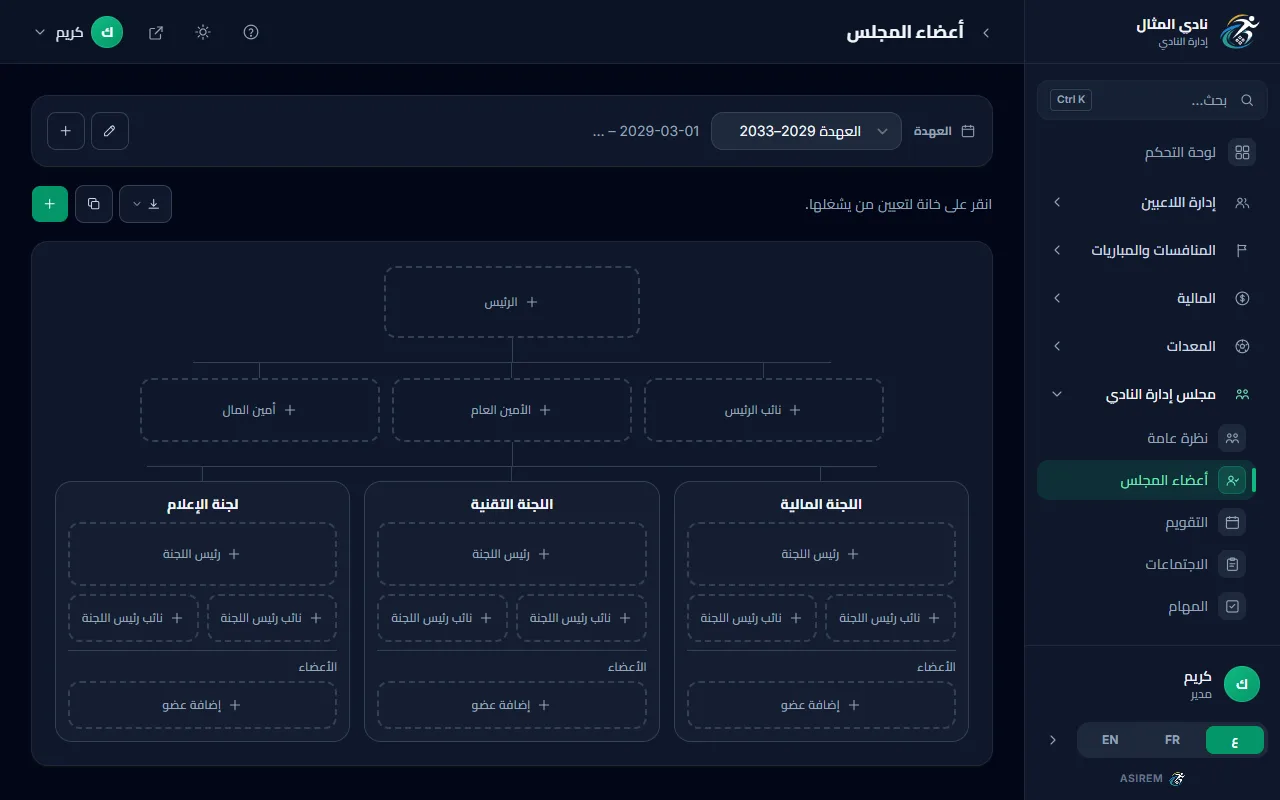 نادي المثال
إدارة النادي
بحث...
Ctrl K
لوحة التحكم
إدارة اللاعبين
المنافسات والمباريات
المالية
المعدات
مجلس إدارة النادي
نظرة عامة
أعضاء المجلس
التقويم
الاجتماعات
المهام
ك
كريم
مدير
ع
FR
EN
ASIREM
أعضاء المجلس
ك
كريم
العهدة
العهدة 2029–2033
2029-03-01 – ...
انقر على خانة لتعيين من يشغلها.
الرئيس
نائب الرئيس
الأمين العام
أمين المال
اللجنة المالية
رئيس اللجنة
نائب رئيس اللجنة
نائب رئيس اللجنة
الأعضاء
إضافة عضو
اللجنة التقنية
رئيس اللجنة
نائب رئيس اللجنة
نائب رئيس اللجنة
الأعضاء
إضافة عضو
لجنة الإعلام
رئيس اللجنة
نائب رئيس اللجنة
نائب رئيس اللجنة
الأعضاء
إضافة عضو